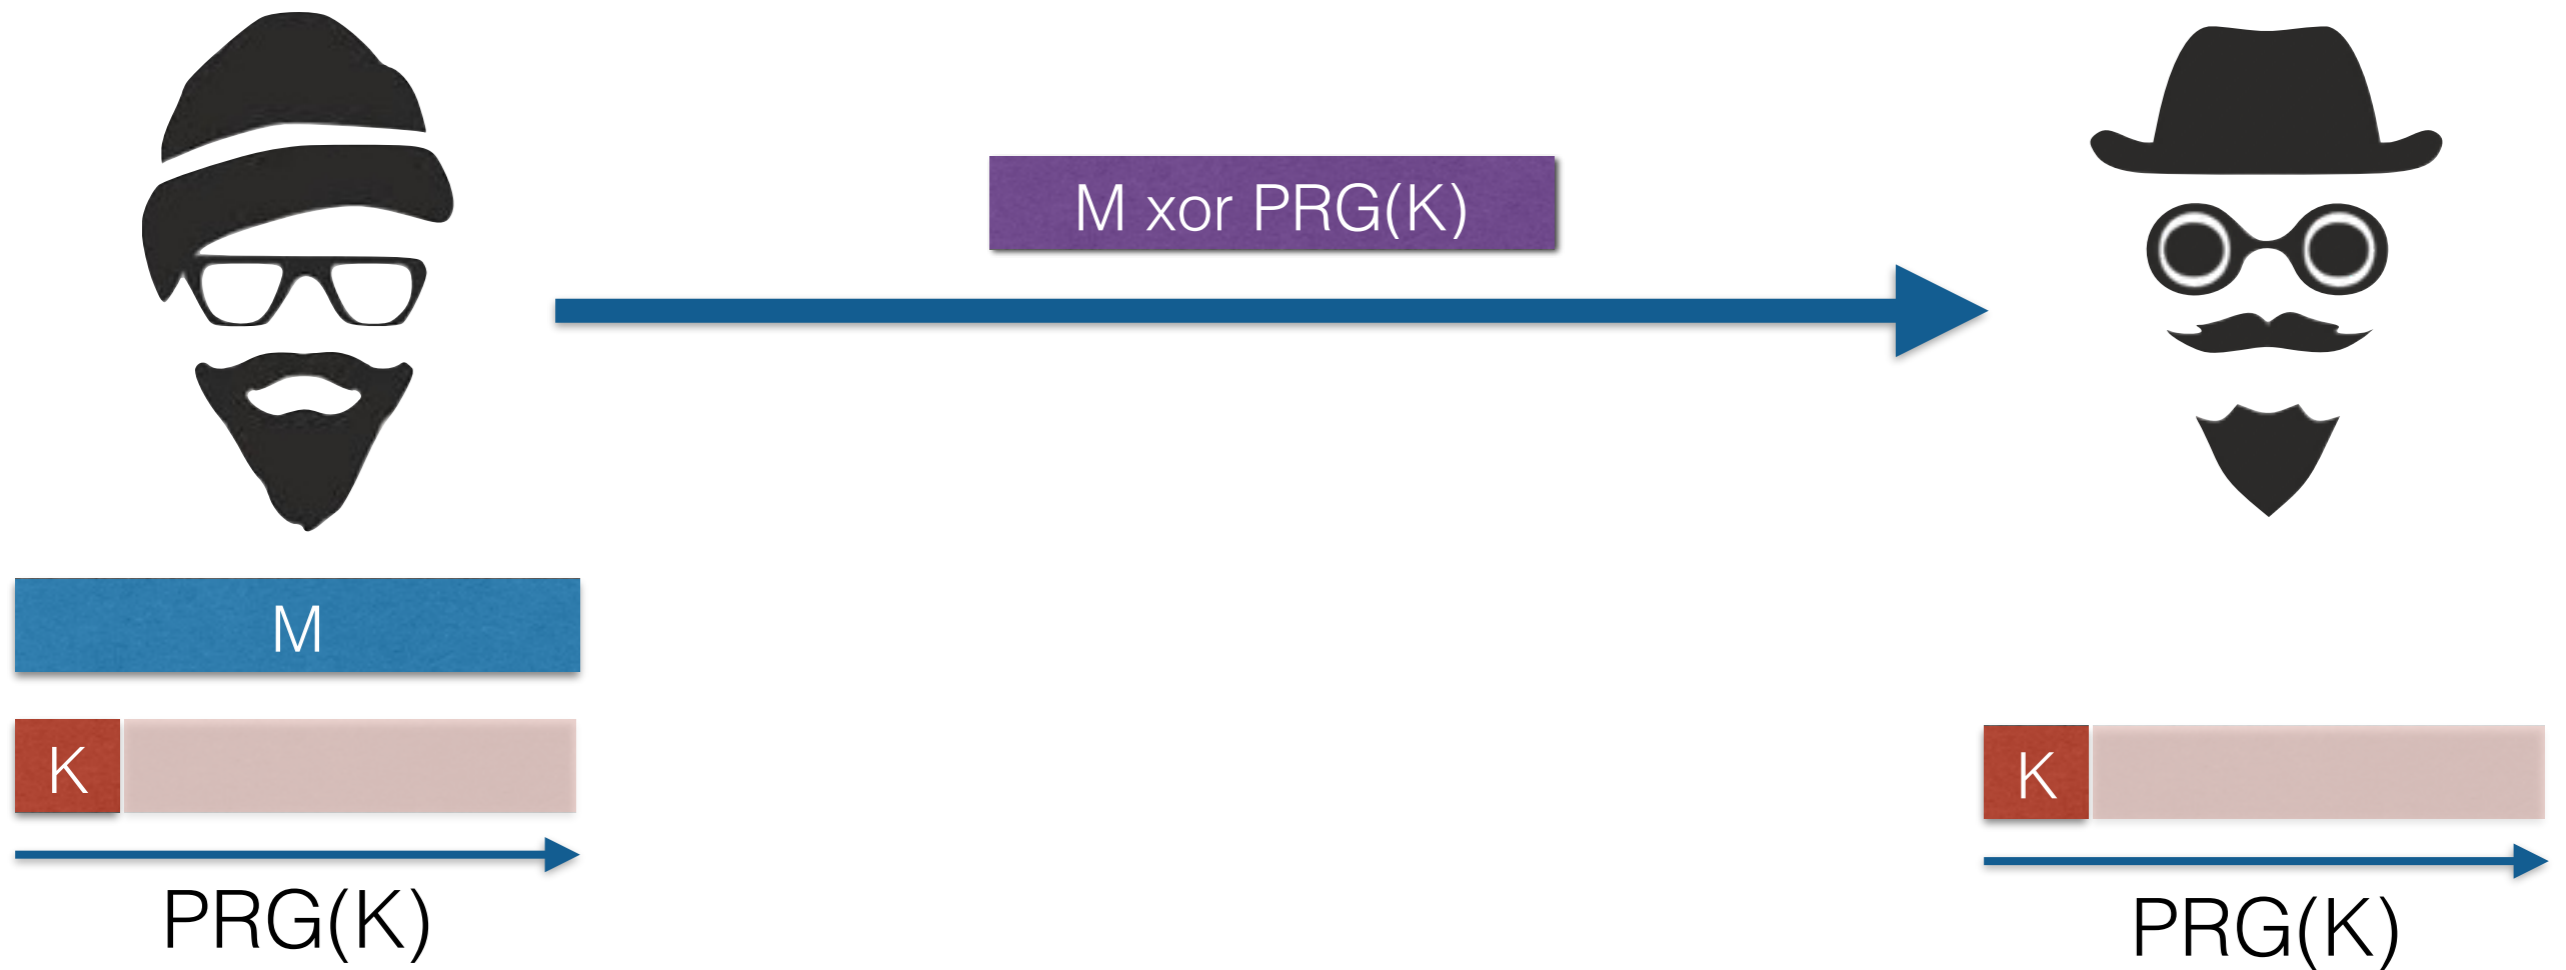 M xor PRG(K)
M
K
K
PRG(K)
PRG(K)